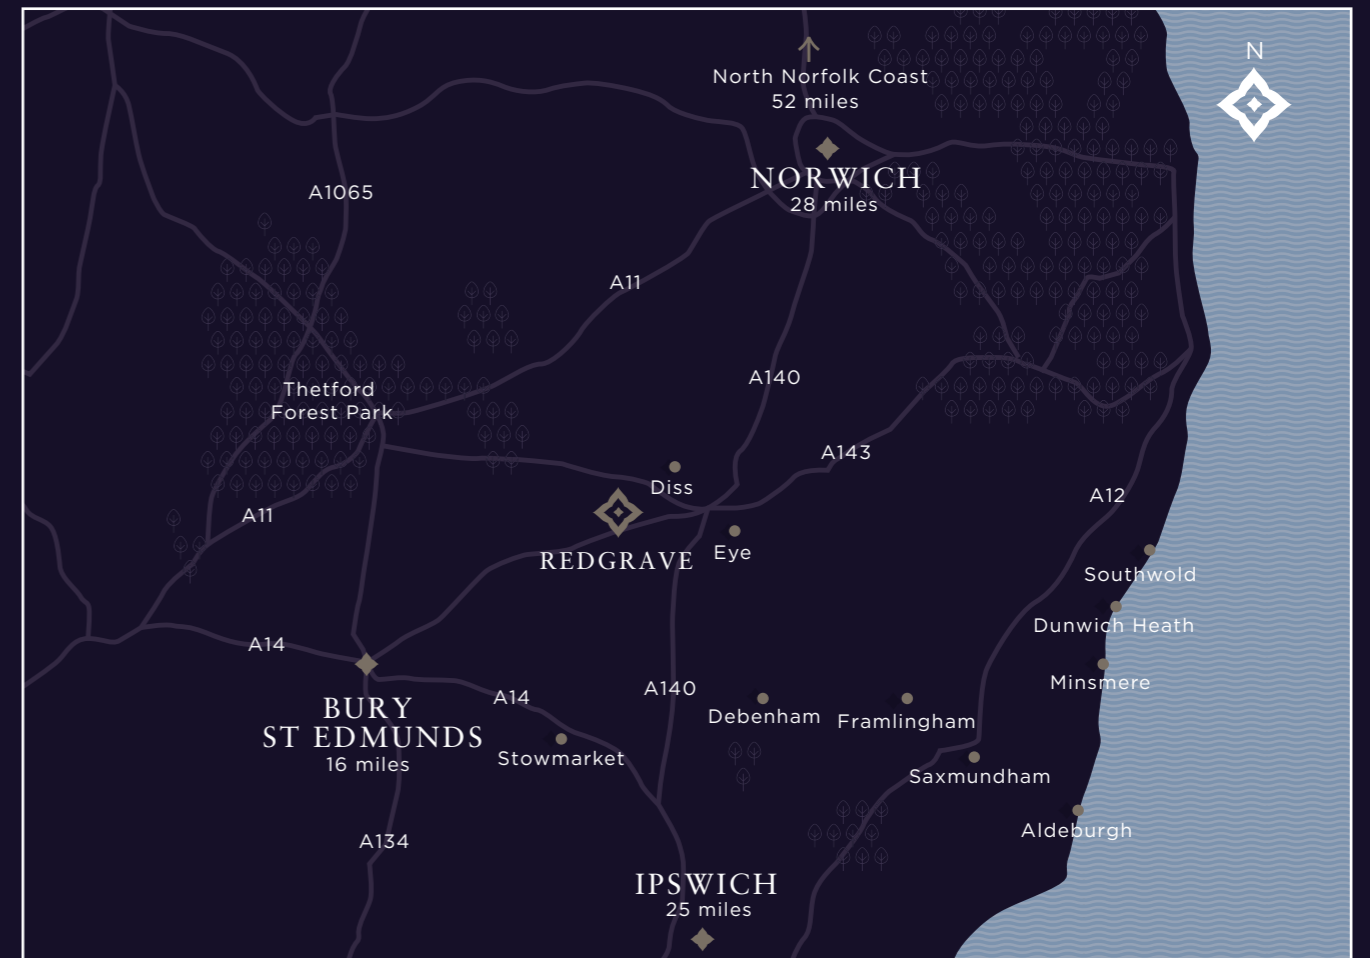 N
North Norfolk Coast
52 miles
NORWICH
28 miles
A1065
A11
A140
Thetford
Forest Park
A143
Diss
A12
A11
REDGRAVE
Eye
Southwold
Dunwich Heath
A14
Minsmere
A14
A140
BURY
ST EDMUNDS
16 miles
Debenham
Framlingham
Stowmarket
Saxmundham
Aldeburgh
A134
IPSWICH
25 miles